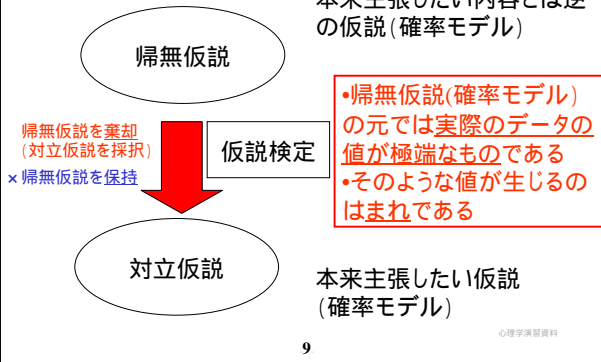 本来主張したい内容とは逆
の仮説(確率モデル)
帰無仮説
帰無仮説を棄却
(対立仮説を採択)
×帰無仮説を保持
仮説検定
•帰無仮説(確率モデル)
の元では実際のデータの
値が極端なものである
•そのような値が生じるの
はまれである
対立仮説
本来主張したい仮説
(確率モデル)
心理学演習資料
9